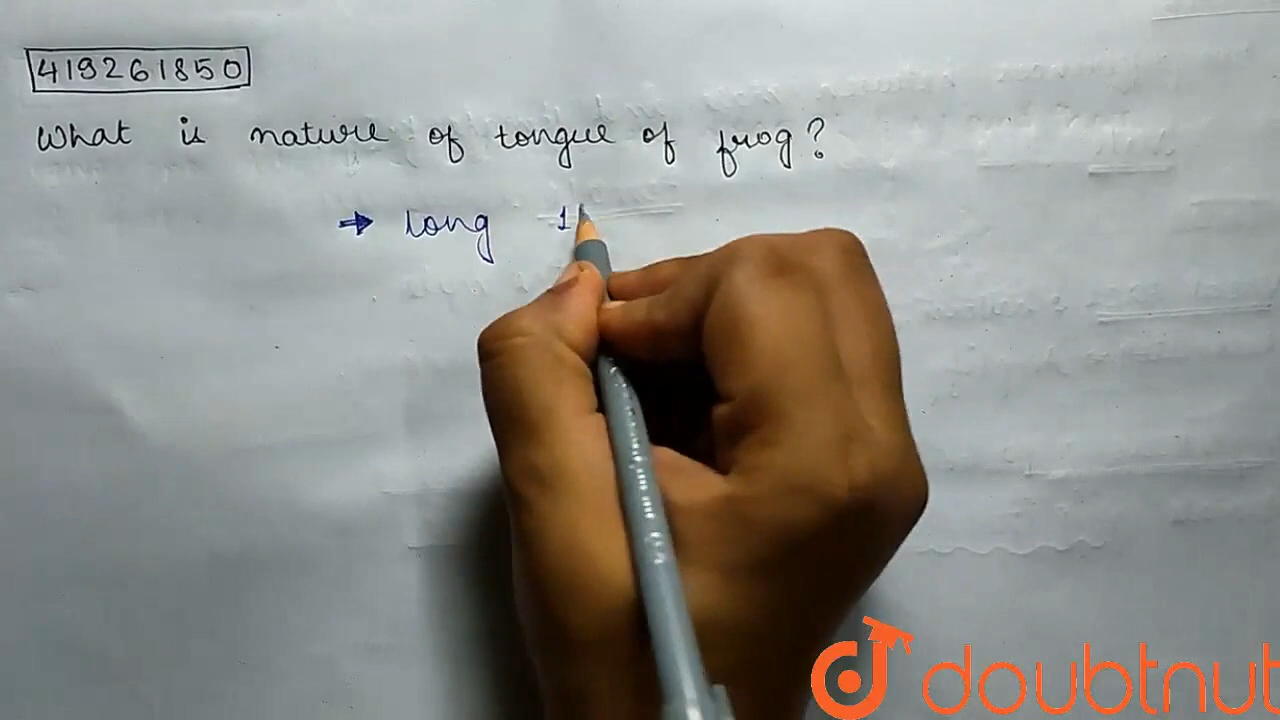 419261850
What is nature of tongue of frog?
→ long
doubtnut